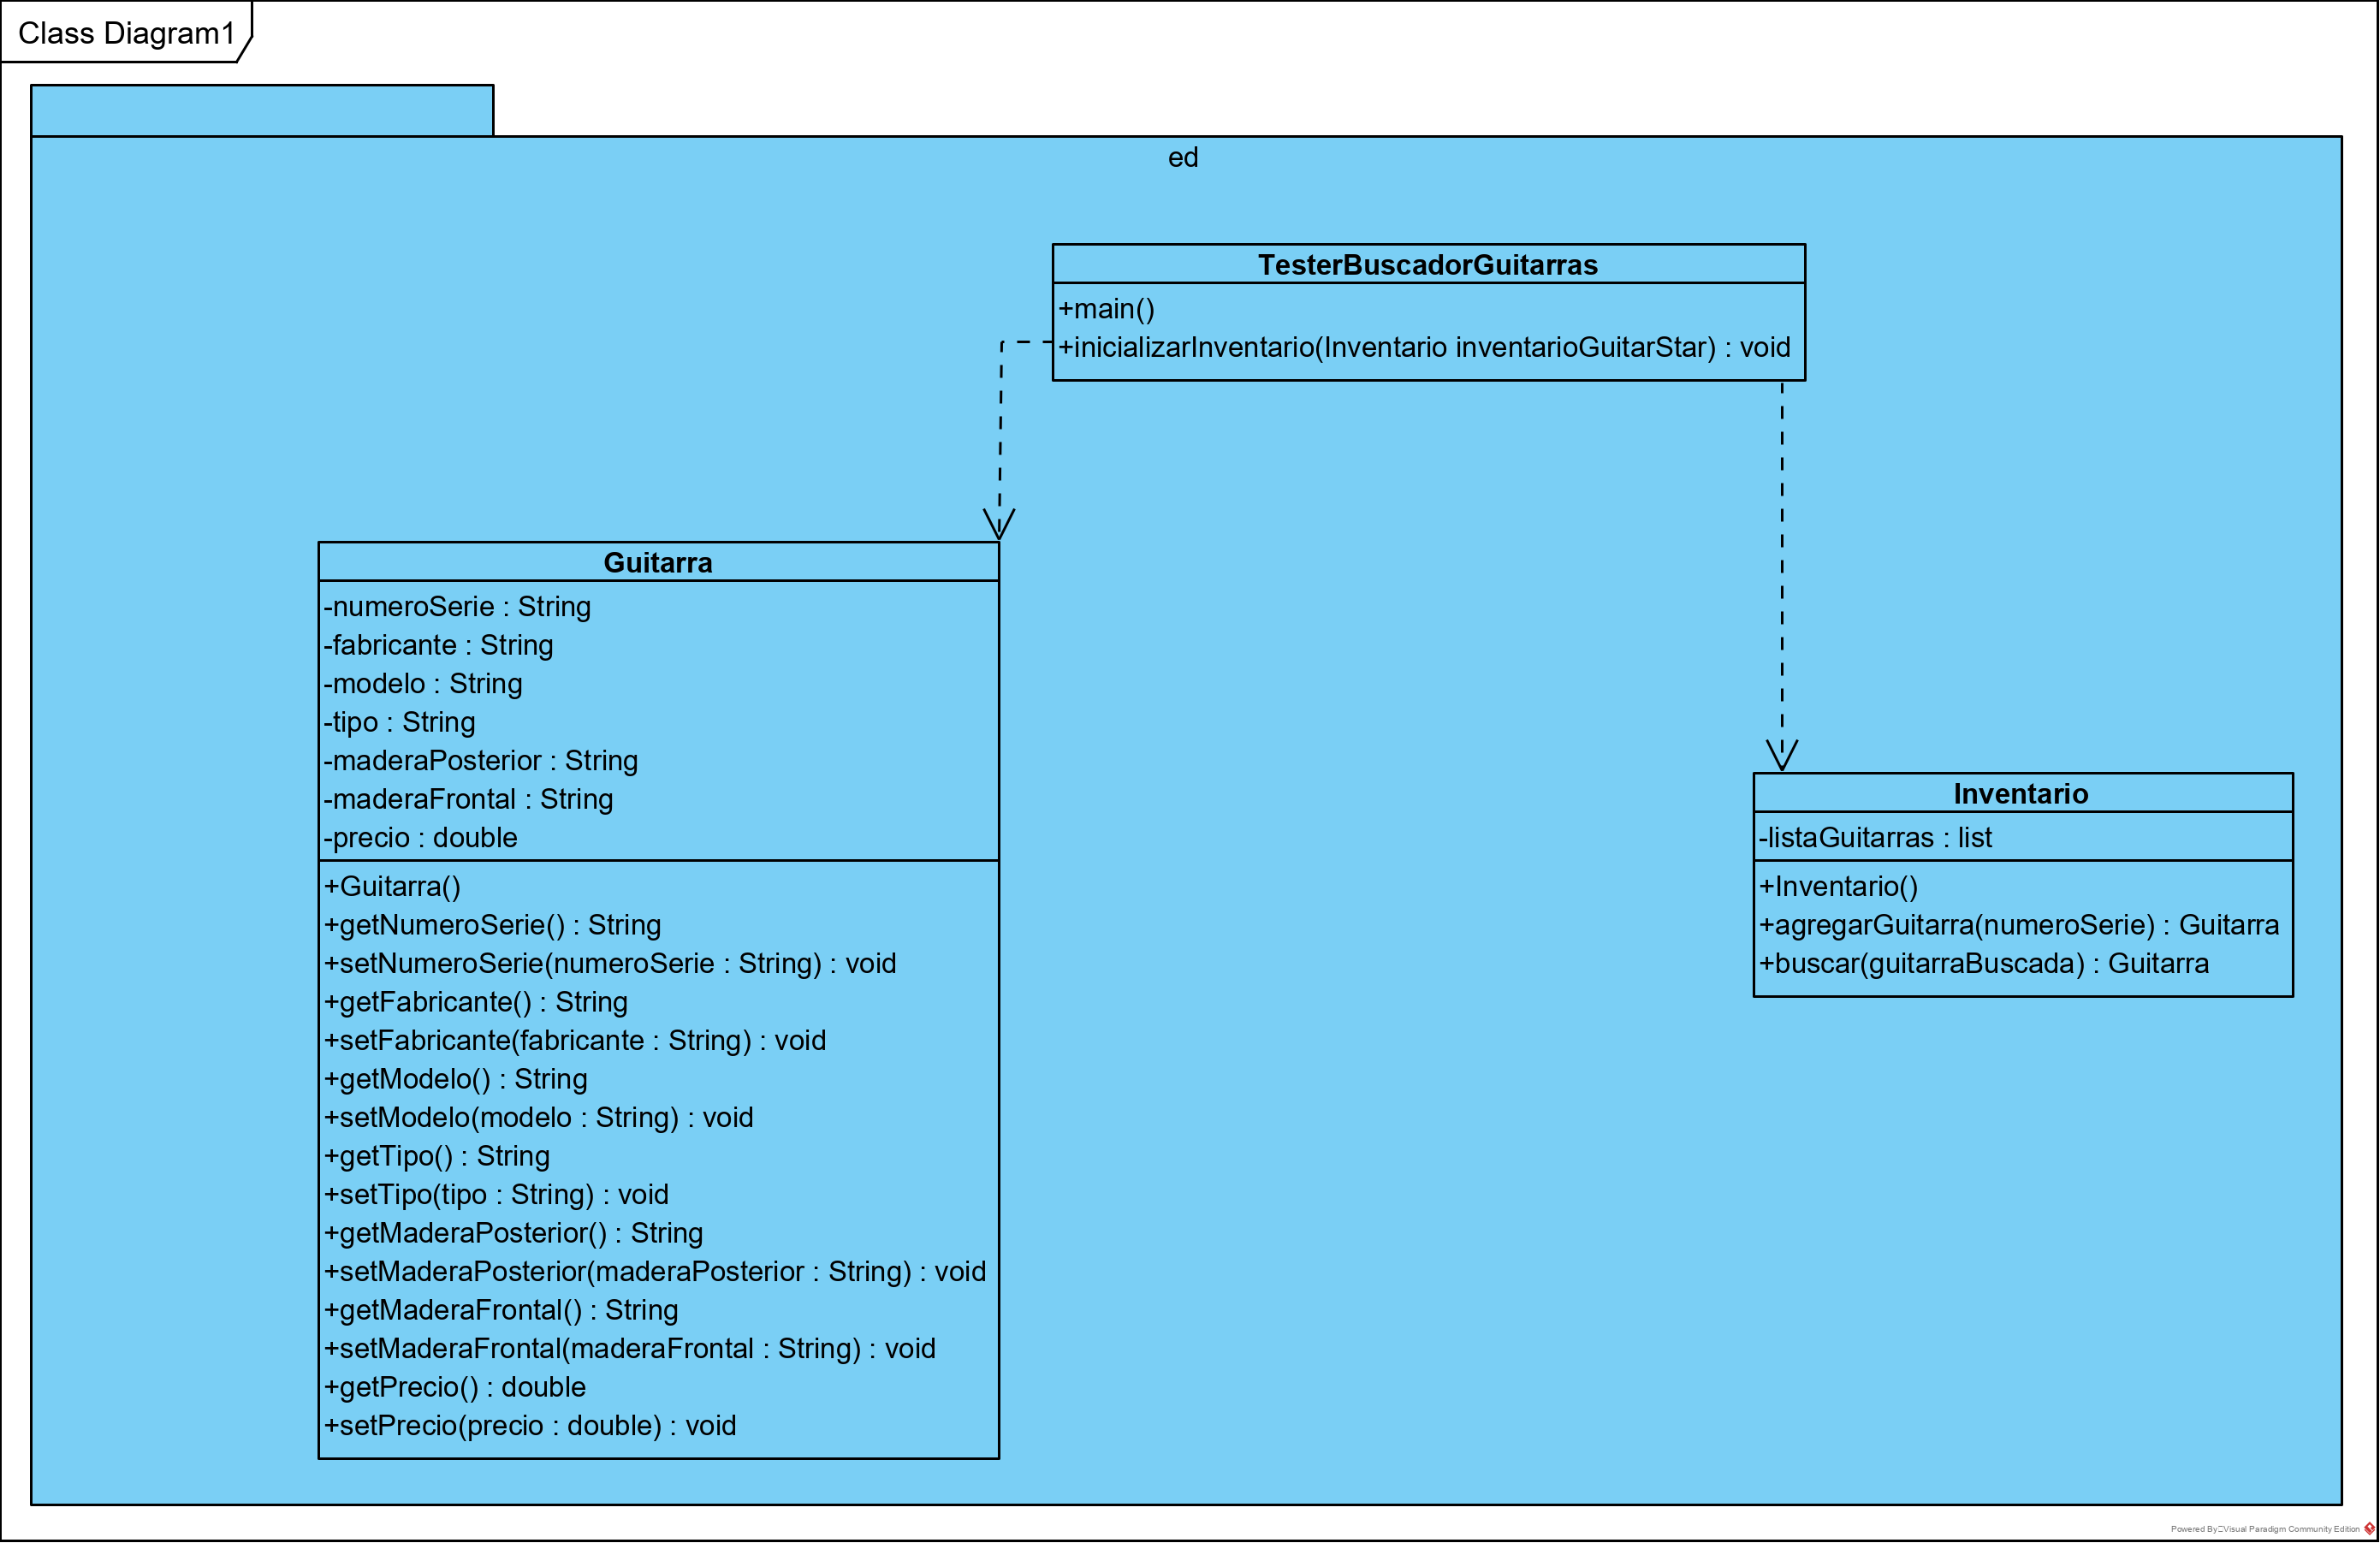 Class Diagram1
ed
TesterBuscadorGuitarras
+main()
+inicializarInventario(Inventario inventarioGuitarStar) : void
Guitarra
-numeroSerie : String
-fabricante : String
-modelo : String
-tipo : String
-maderaPosterior : String
-maderaFrontal : String
-precio : double
+Guitarra()
+getNumeroSerie() : String
+setNumeroSerie(numeroSerie : String) : void
+getFabricante() : String
+setFabricante(fabricante : String) : void
+getModelo() : String
+setModelo(modelo : String) : void
+getTipo() : String
+setTipo(tipo : String) : void
+getMaderaPosterior() : String
+setMaderaPosterior(maderaPosterior : String) : void
+getMaderaFrontal() : String
+setMaderaFrontal(maderaFrontal : String) : void
+getPrecio() : double
+setPrecio(precio : double) : void
Inventario
-listaGuitarras : list
+Inventario()
+agregarGuitarra(numeroSerie) : Guitarra
+buscar(guitarraBuscada) : Guitarra
Powered By Visual Paradigm Community Edition